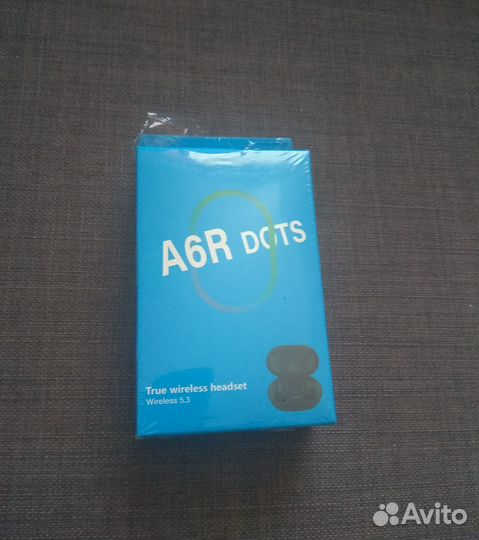 A6R DOTS
True wireless headset
Wireless 5.3
Avito